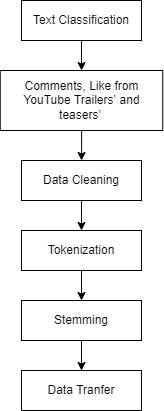 Text Classification
Comments, Like from
YouTube Trailers’ and
teasers’
Data Cleaning
Tokenization
Stemming
Data Tranfer